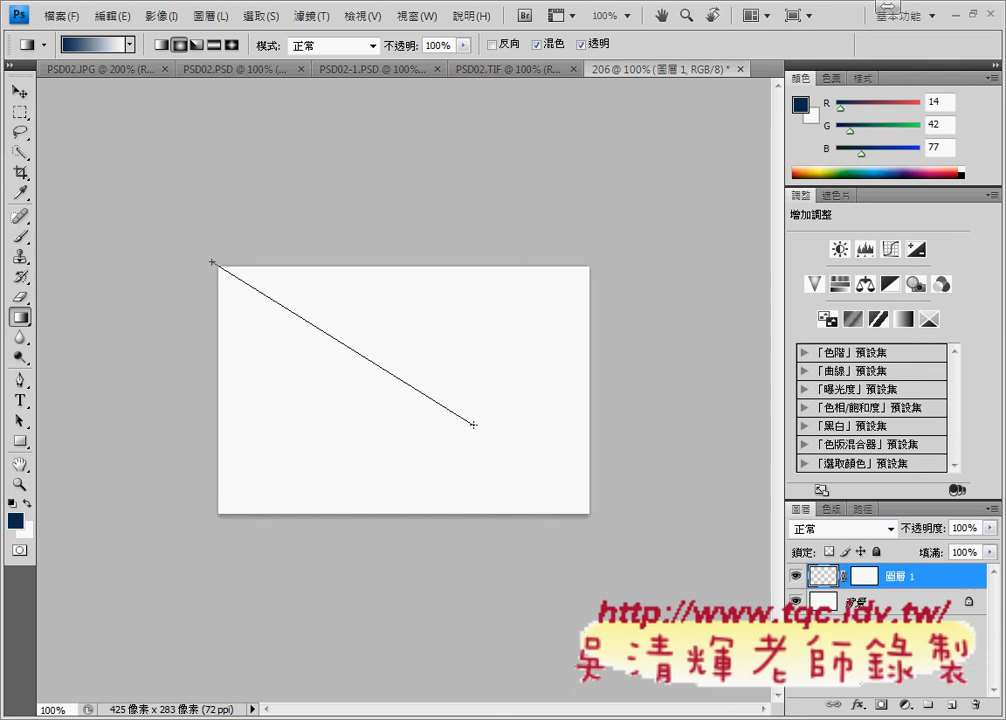 Ps 檔案(F) 編輯(E) 影像(I) 圖層(L) 選取(S) 濾鏡(T) 檢視(V) 視窗(W) 說明(H) Br 100% 基本功能
模式: 正常 不透明: 100% 反向 混色 透明
PSD02.JPG @ 200% (R... PSD02.PSD @ 100% (... PSD02-1.PSD @ 100%... PSD02.TIF @ 100% (R... 206 @ 100% (圖層 1, RGB/8) *
顏色 色票 樣式
R 14
G 42
B 77
調整 遮色片
增加調整
「色階」預設集
「曲線」預設集
「曝光度」預設集
「色相/飽和度」預設集
「黑白」預設集
「色版混合器」預設集
「選取顏色」預設集
圖層 色版 路徑
正常 不透明度: 100%
鎖定: 填滿: 100%
圖層 1
背景
http://www.tqc.idv.tw/
吳清輝老師錄製
100% 425 像素 x 283 像素 (72 ppi)
fx
T